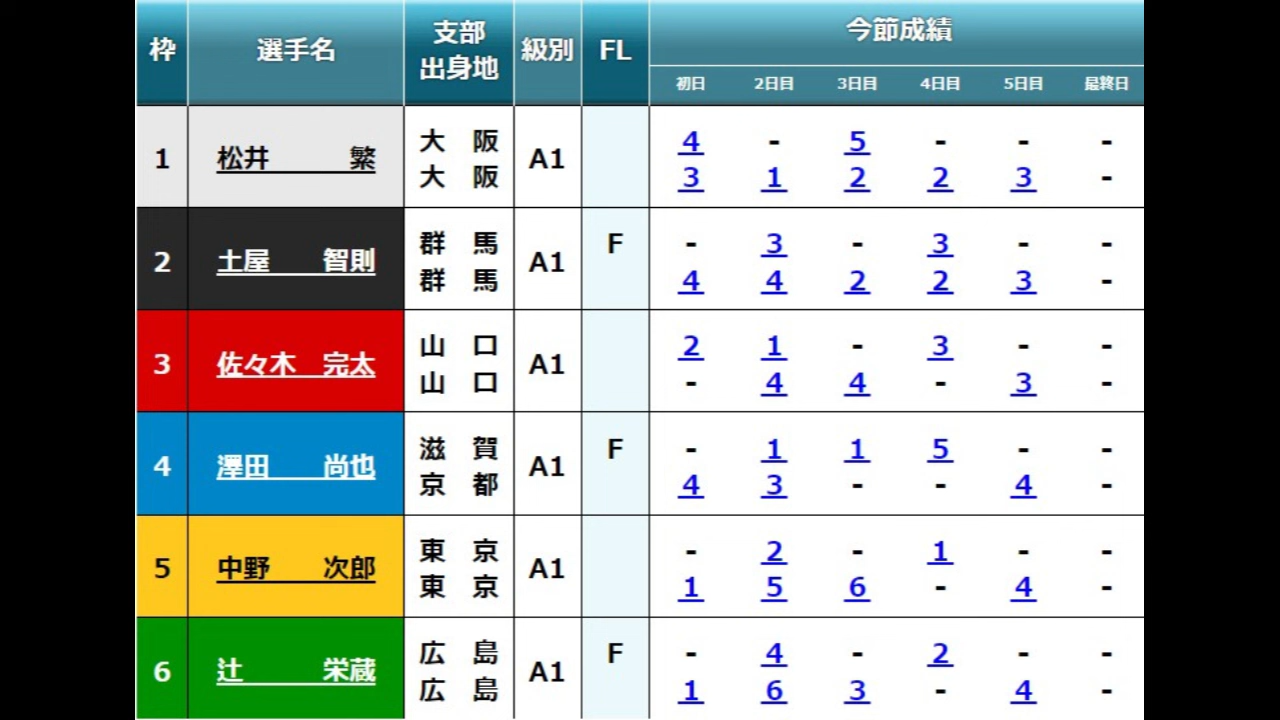 枠 選手名 支部 出身地 級別 FL 今節成績
初日 2日目 3日目 4日目 5日目 最終日
1 松井 繁 大阪 大阪 A1
4 - 5 - - -
3 1 2 2 3 -
2 土屋 智則 群馬 群馬 A1 F
- 3 - 3 - -
4 4 2 2 3 -
3 佐々木 完太 山口 山口 A1
2 1 - 3 - -
- 4 4 - 3 -
4 澤田 尚也 滋賀 京都 A1 F
- 1 1 5 - -
4 3 - - 4 -
5 中野 次郎 東京 東京 A1
- 2 - 1 - -
1 5 6 - 4 -
6 辻 栄蔵 広島 広島 A1 F
- 4 - 2 - -
1 6 3 - 4 -